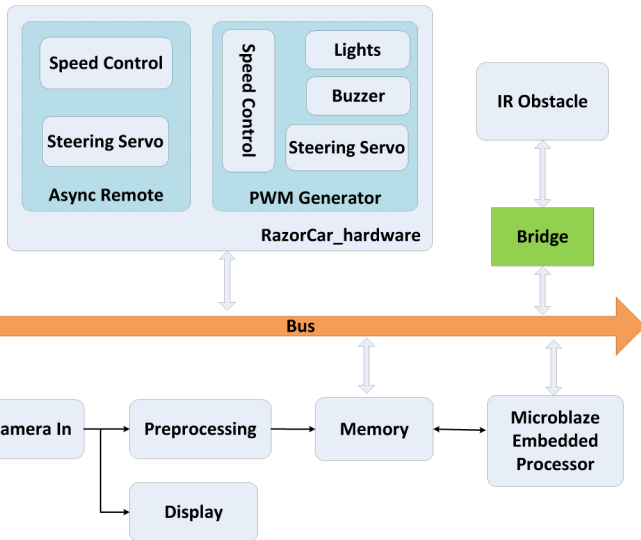 Speed Control
Steering Servo
Async Remote
Speed Control
Lights
Buzzer
Steering Servo
PWM Generator
RazorCar_hardware
IR Obstacle
Bridge
Bus
amera In
Preprocessing
Memory
Microblaze
Embedded
Processor
Display